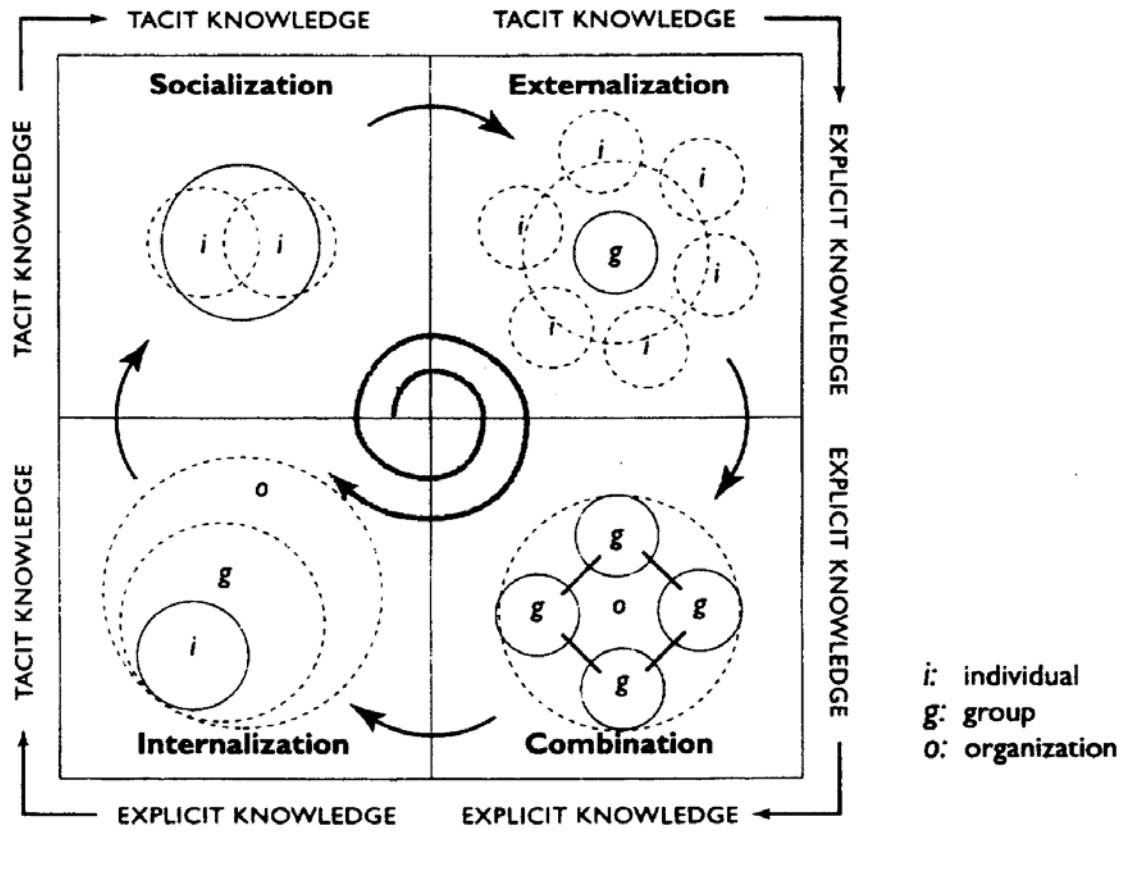 TACIT KNOWLEDGE
TACIT KNOWLEDGE
Socialization
Externalization
TACIT KNOWLEDGE
EXPLICIT KNOWLEDGE
i
i
i
i
i
g
i
i
i
TACIT KNOWLEDGE
EXPLICIT KNOWLEDGE
o
g
i
g
g
o
g
g
Internalization
Combination
EXPLICIT KNOWLEDGE
EXPLICIT KNOWLEDGE
i: individual
g: group
o: organization